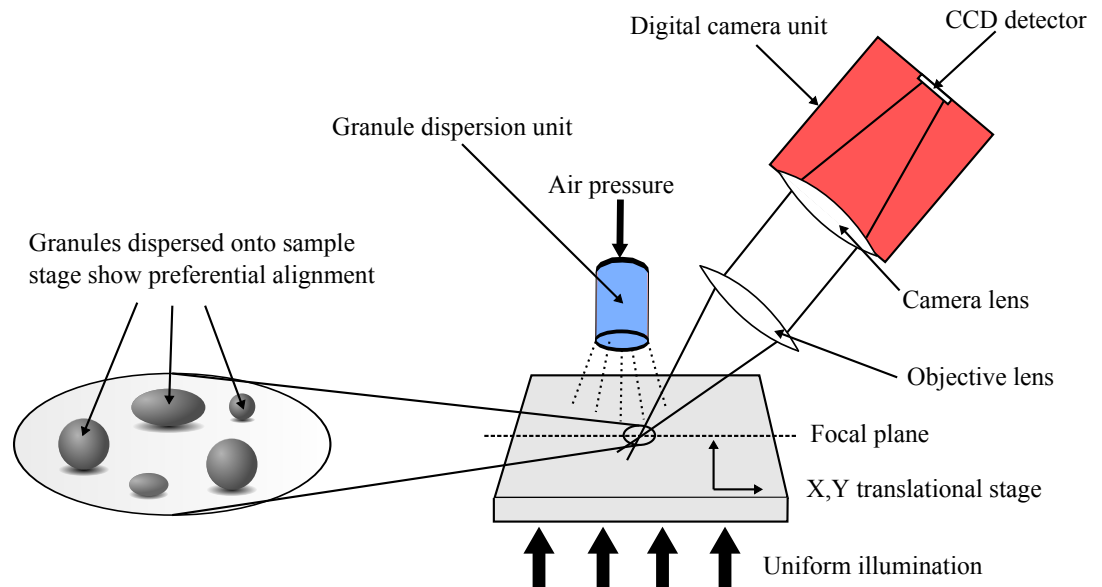 CCD detector
Digital camera unit
Granule dispersion unit
Air pressure
Granules dispersed onto sample
stage show preferential alignment
Camera lens
Objective lens
Focal plane
X,Y translational stage
Uniform illumination